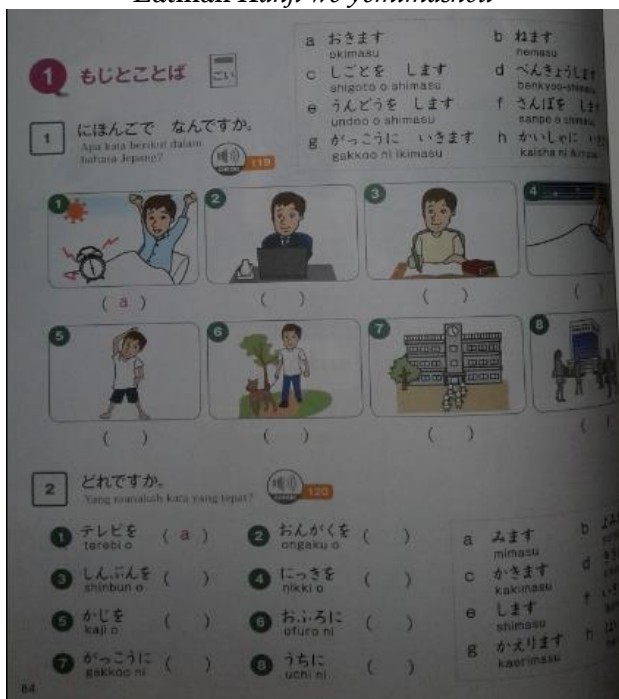 Latihan Kanji wo yomimashou
1 もじとことば ごい
a おきます
okimasu
b ねます
nemasu
c しごとを します
shigoto o shimasu
d べんきょうします
benkyoo-shimasu
e うんどうを します
undoo o shimasu
f さんぽを します
sanpo o shimasu
g がっこうに いきます
gakkoo ni ikimasu
h かいしゃに
kaisha ni
1 にほんごで なんですか。
Apa kata berikut dalam
bahasa Jepang?
119
1
2
3
4
( a )
( )
( )
(
5
6
7
8
( )
( )
( )
(
2 どれですか。
Yang manakah kata yang tepat?
120
1 テレビを ( a )
terebi o
2 おんがくを ( )
ongaku o
3 しんぶんを ( )
shinbun o
4 にっきを ( )
nikki o
5 かじを ( )
kaji o
6 おふろに ( )
ofuro ni
7 がっこうに ( )
gakkoo ni
8 うちに ( )
uchi ni
a みます
mimasu
b
c かきます
kakimasu
d
e します
shimasu
f
g かえります
kaerimasu
h
84